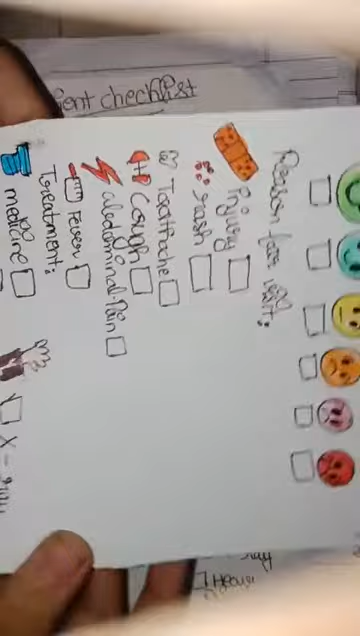 ient checklist
Reason for visit:
Injury
rash
Toothache
Cough
abdominal Pain
Fever
Treatment:
medicine
X -